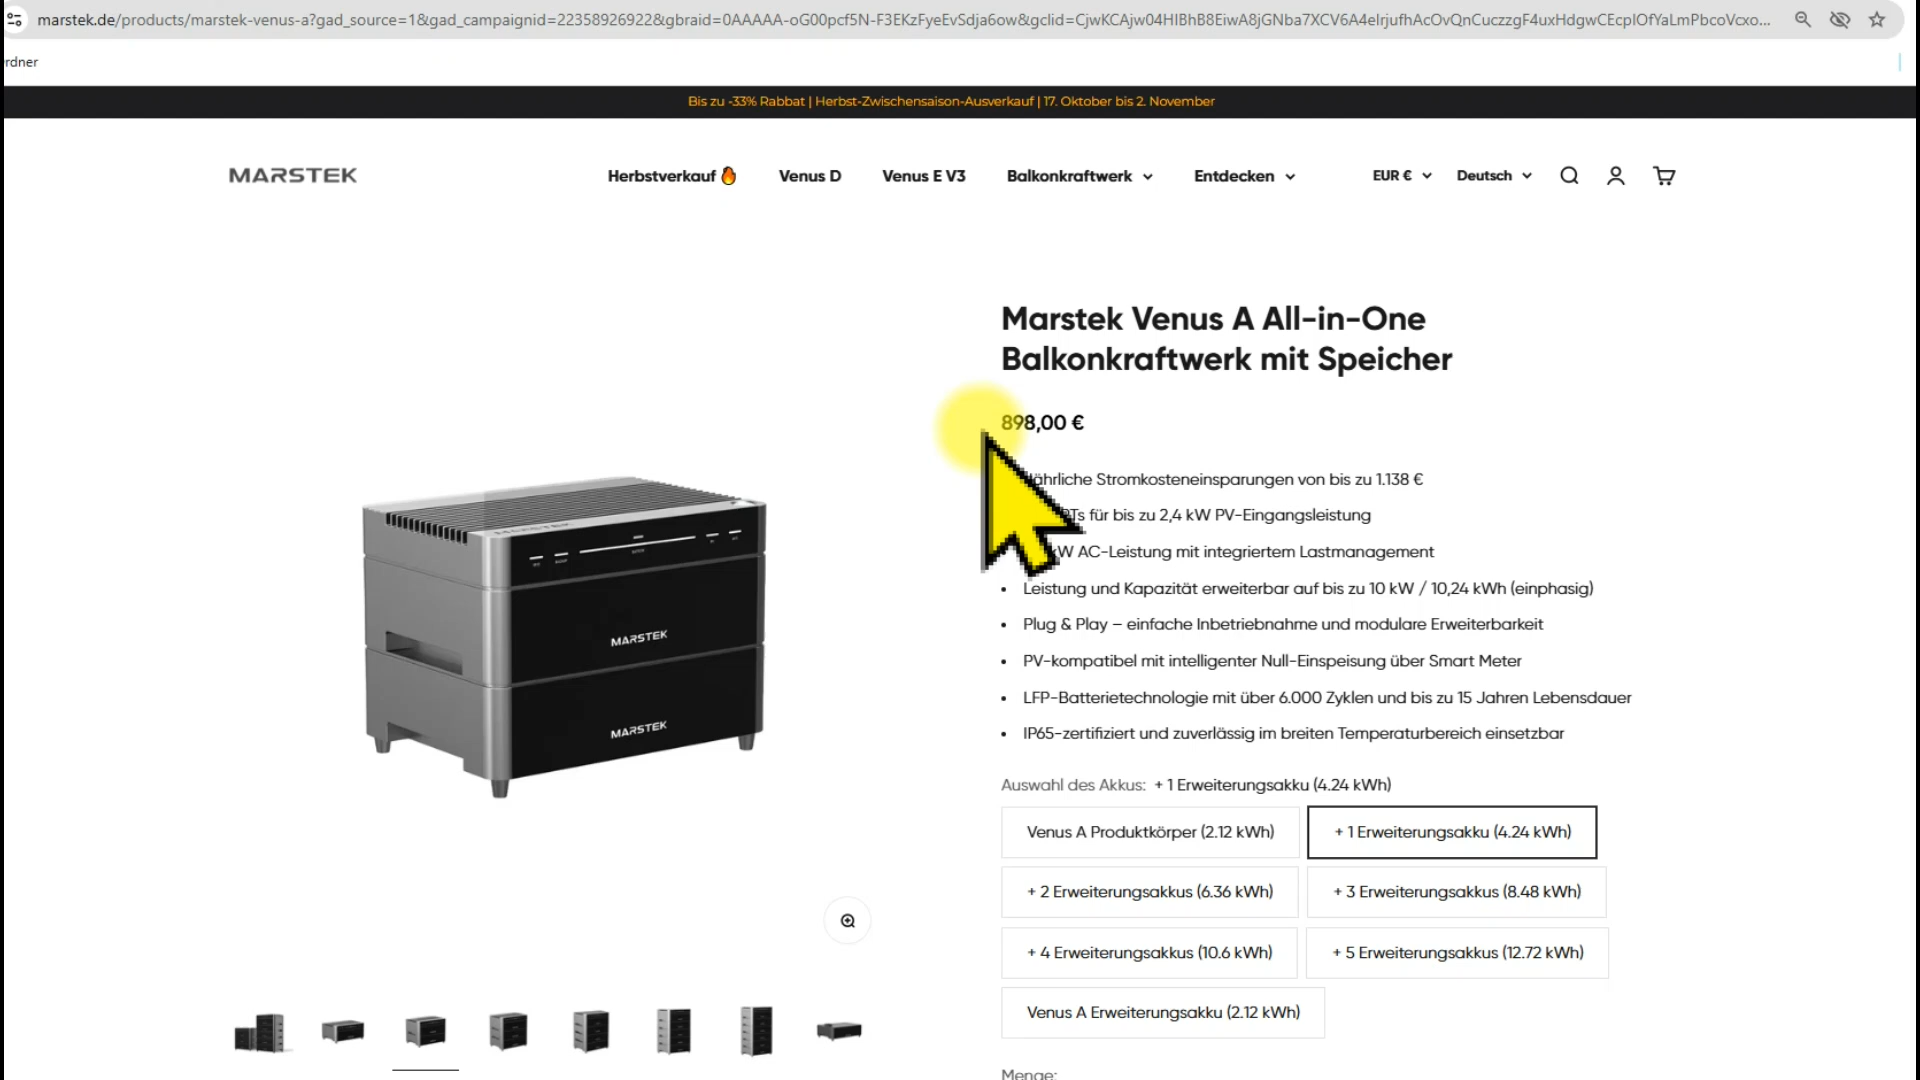 marstek.de/products/marstek-venus-a?gad_source=1&gad_campaignid=22358926922&gbraid=0AAAAA-oG00pcf5N-F3EKzFyeEvSdja6ow&gclid=CjwKCAjw04HIBhB8EiwA8jGNba7XCV6A4eIrjufhAcOvQnCuczzgF4uxHdgwCEcpIOfYaLmPbcoVcxo...
rdner
Bis zu -33% Rabbat | Herbst-Zwischensaison-Ausverkauf | 17. Oktober bis 2. November
MARSTEK
Herbstverkauf🔥
Venus D
Venus E V3
Balkonkraftwerk
Entdecken
EUR €
Deutsch
Marstek Venus A All-in-One
Balkonkraftwerk mit Speicher
898,00 €
Jährliche Stromkosteneinsparungen von bis zu 1.138 €
für bis zu 2,4 kW PV-Eingangsleistung
kW AC-Leistung mit integriertem Lastmanagement
• Leistung und Kapazität erweiterbar auf bis zu 10 kW / 10,24 kWh (einphasig)
• Plug & Play – einfache Inbetriebnahme und modulare Erweiterbarkeit
• PV-kompatibel mit intelligenter Null-Einspeisung über Smart Meter
• LFP-Batterietechnologie mit über 6.000 Zyklen und bis zu 15 Jahren Lebensdauer
• IP65-zertifiziert und zuverlässig im breiten Temperaturbereich einsetzbar
MARSTEK
MARSTEK
Auswahl des Akkus: + 1 Erweiterungsakku (4.24 kWh)
Venus A Produktkörper (2.12 kWh)
+ 1 Erweiterungsakku (4.24 kWh)
+ 2 Erweiterungsakkus (6.36 kWh)
+ 3 Erweiterungsakkus (8.48 kWh)
+ 4 Erweiterungsakkus (10.6 kWh)
+ 5 Erweiterungsakkus (12.72 kWh)
Venus A Erweiterungsakku (2.12 kWh)
Menge: